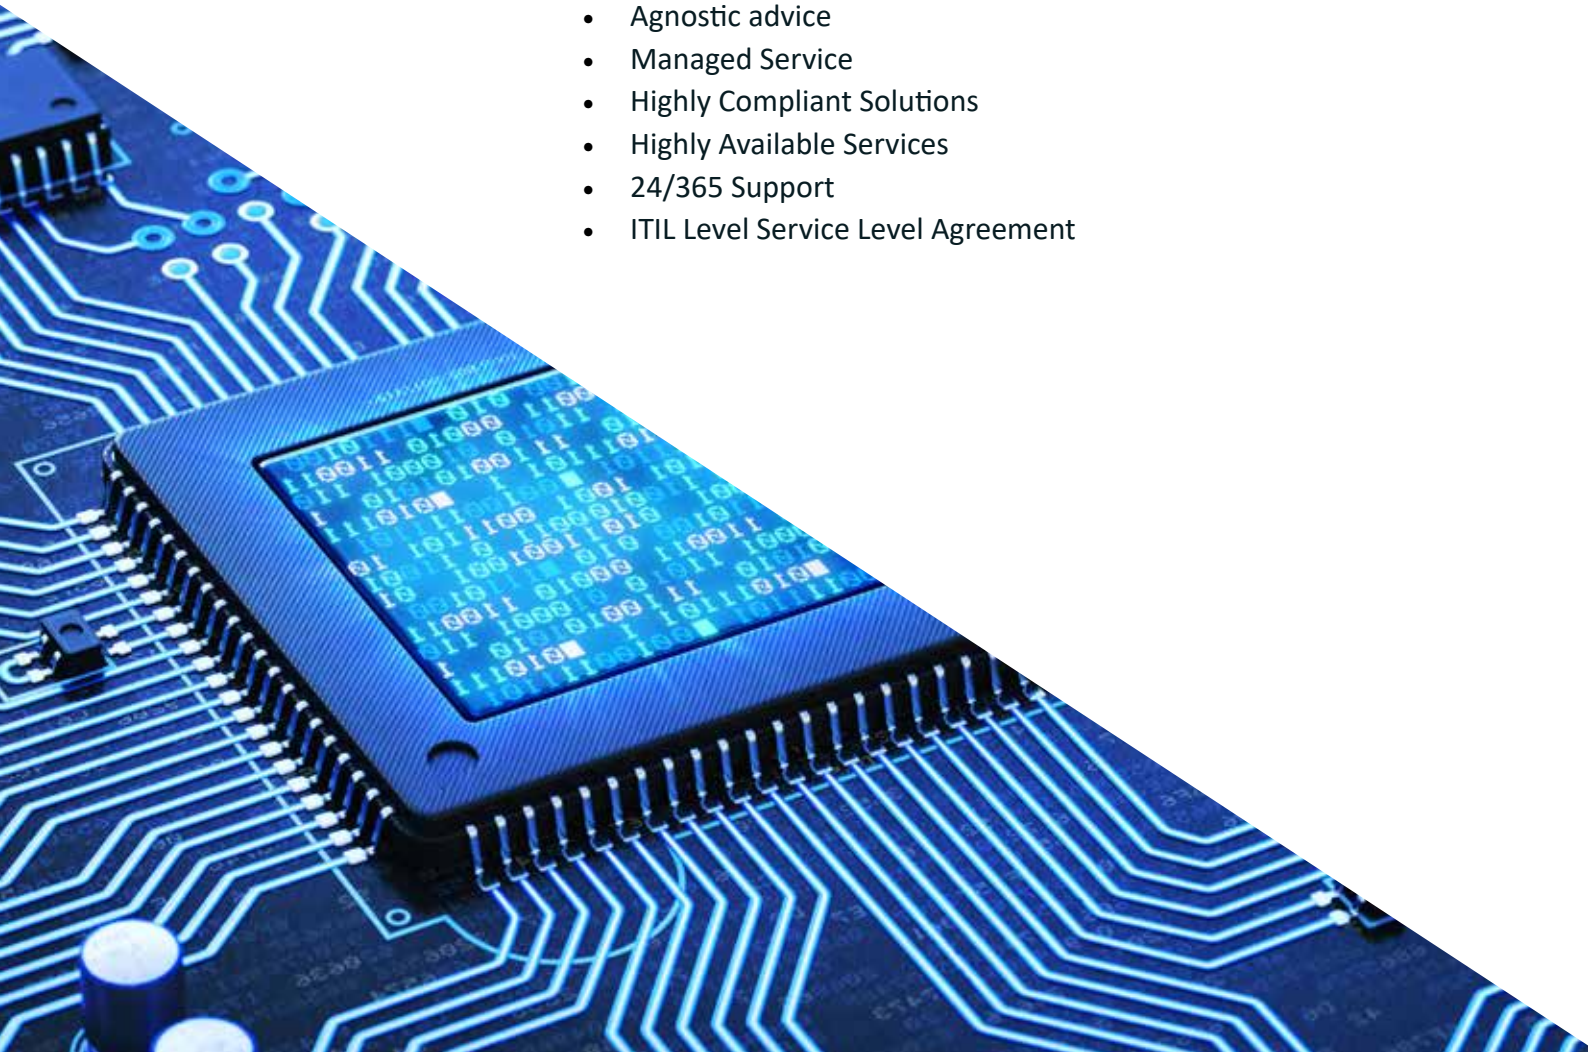 • Agnostic advice
• Managed Service
• Highly Compliant Solutions
• Highly Available Services
• 24/365 Support
• ITIL Level Service Level Agreement